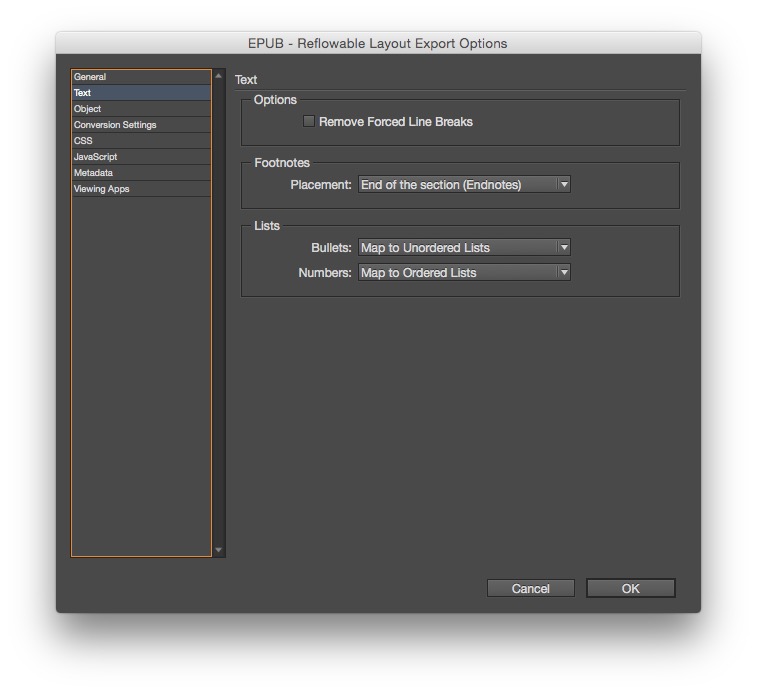 EPUB - Reflowable Layout Export Options
General
Text
Object
Conversion Settings
CSS
JavaScript
Metadata
Viewing Apps
Text
Options
Remove Forced Line Breaks
Footnotes
Placement: End of the section (Endnotes)
Lists
Bullets: Map to Unordered Lists
Numbers: Map to Ordered Lists
Cancel OK